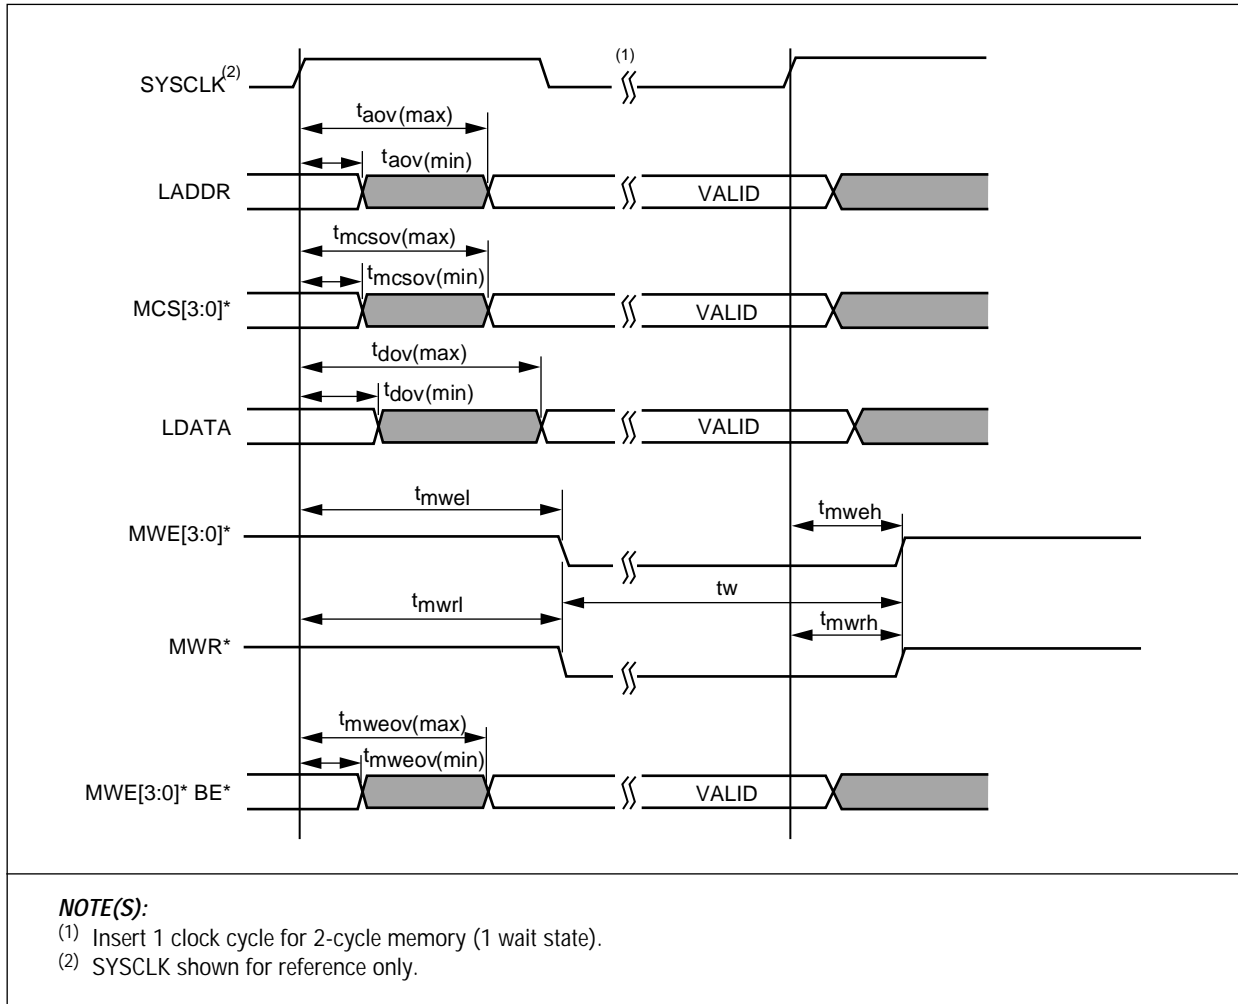 (1)
SYSCLK(2)
taov(max)
taov(min)
LADDR VALID
tmcsov(max)
tmcsov(min)
MCS[3:0]* VALID
tdov(max)
tdov(min)
LDATA VALID
tmwel
tmweh
MWE[3:0]*
tw
tmwrl
tmwrh
MWR*
tmweov(max)
tmweov(min)
MWE[3:0]* BE* VALID
NOTE(S):
(1) Insert 1 clock cycle for 2-cycle memory (1 wait state).
(2) SYSCLK shown for reference only.